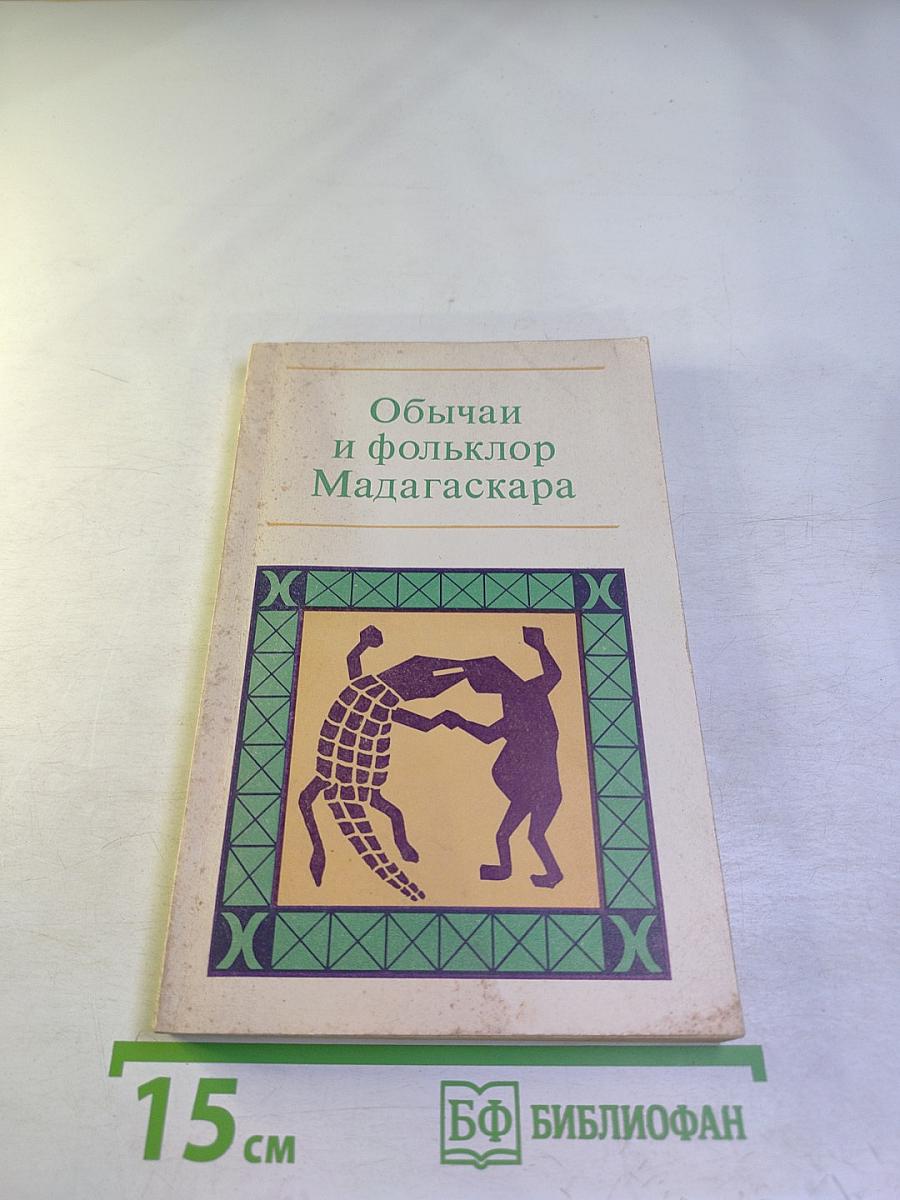 Обычаи
и фольклор
Мадагаскара
15 см
БФ БИБЛИОФАН